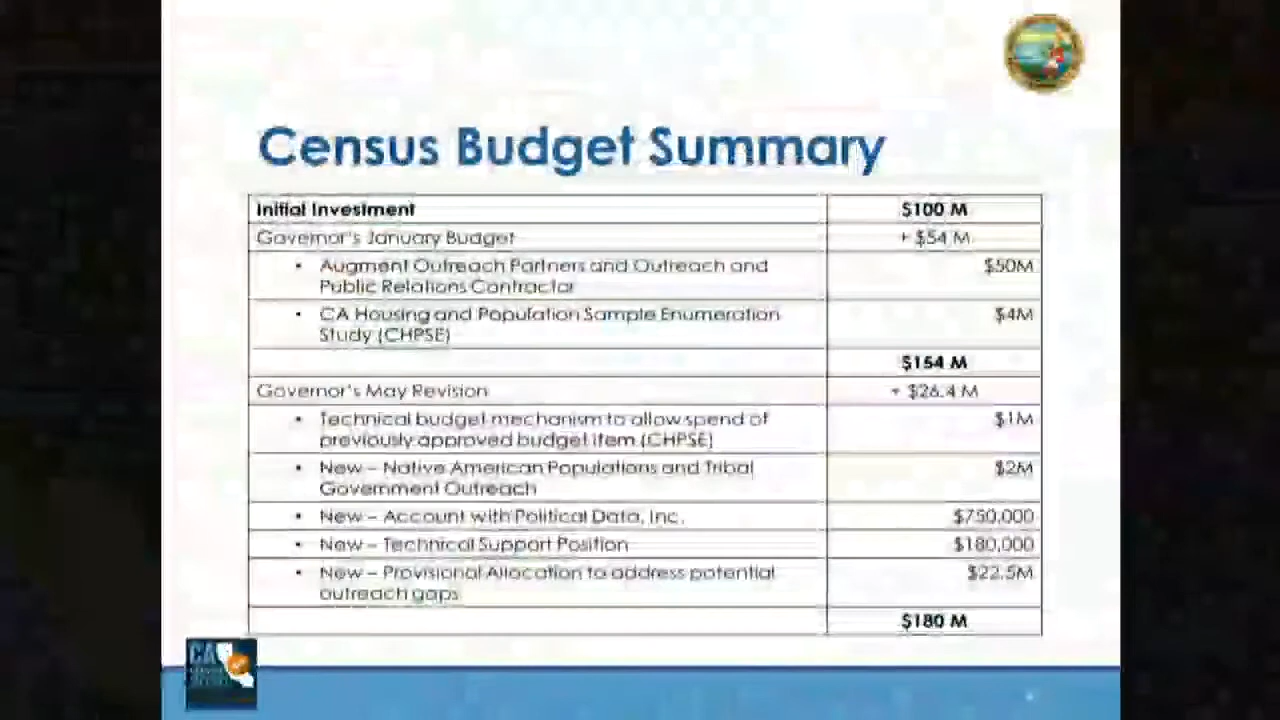 Census Budget Summary
Initial Investment $100 M
Governor's January Budget + $54 M
• Augment Outreach Partners and Outreach and $50M
Public Relations Contractor
• CA Housing and Population Sample Enumeration $4M
Study (CHPSE)
$154 M
Governor's May Revision + $26.4 M
• Technical budget mechanism to allow spend of $1M
previously approved budget item (CHPSE)
• New – Native American Populations and Tribal $2M
Government Outreach
• New – Account with Political Data, Inc. $750,000
• New – Technical Support Position $180,000
• New – Provisional Allocation to address potential $22.5M
outreach gaps
$180 M
CA